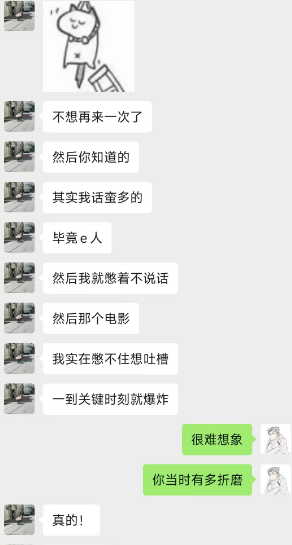 不想再来一次了
然后你知道的
其实我话蛮多的
毕竟e人
然后我就憋着不说话
然后那个电影
我实在憋不住想吐槽
一到关键时刻就爆炸
很难想象
你当时有多折磨
真的！